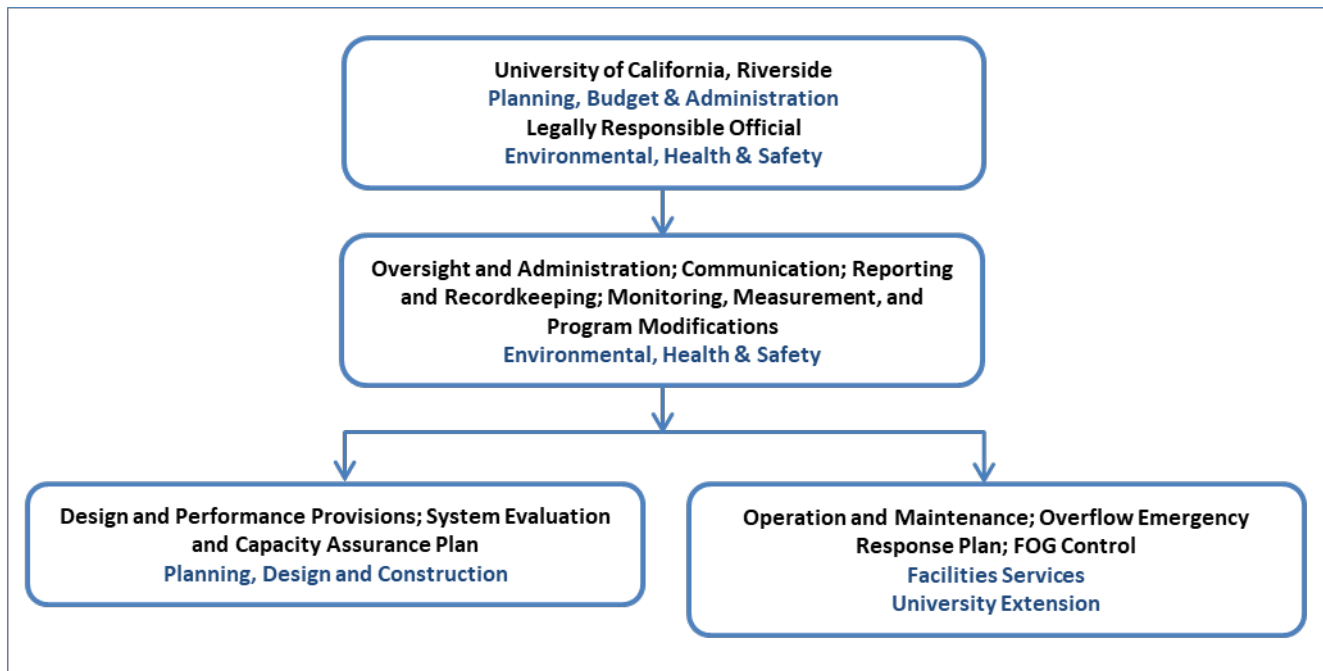 University of California, Riverside
Planning, Budget & Administration
Legally Responsible Official
Environmental, Health & Safety
Oversight and Administration; Communication; Reporting
and Recordkeeping; Monitoring, Measurement, and
Program Modifications
Environmental, Health & Safety
Design and Performance Provisions; System Evaluation
and Capacity Assurance Plan
Planning, Design and Construction
Operation and Maintenance; Overflow Emergency
Response Plan; FOG Control
Facilities Services
University Extension